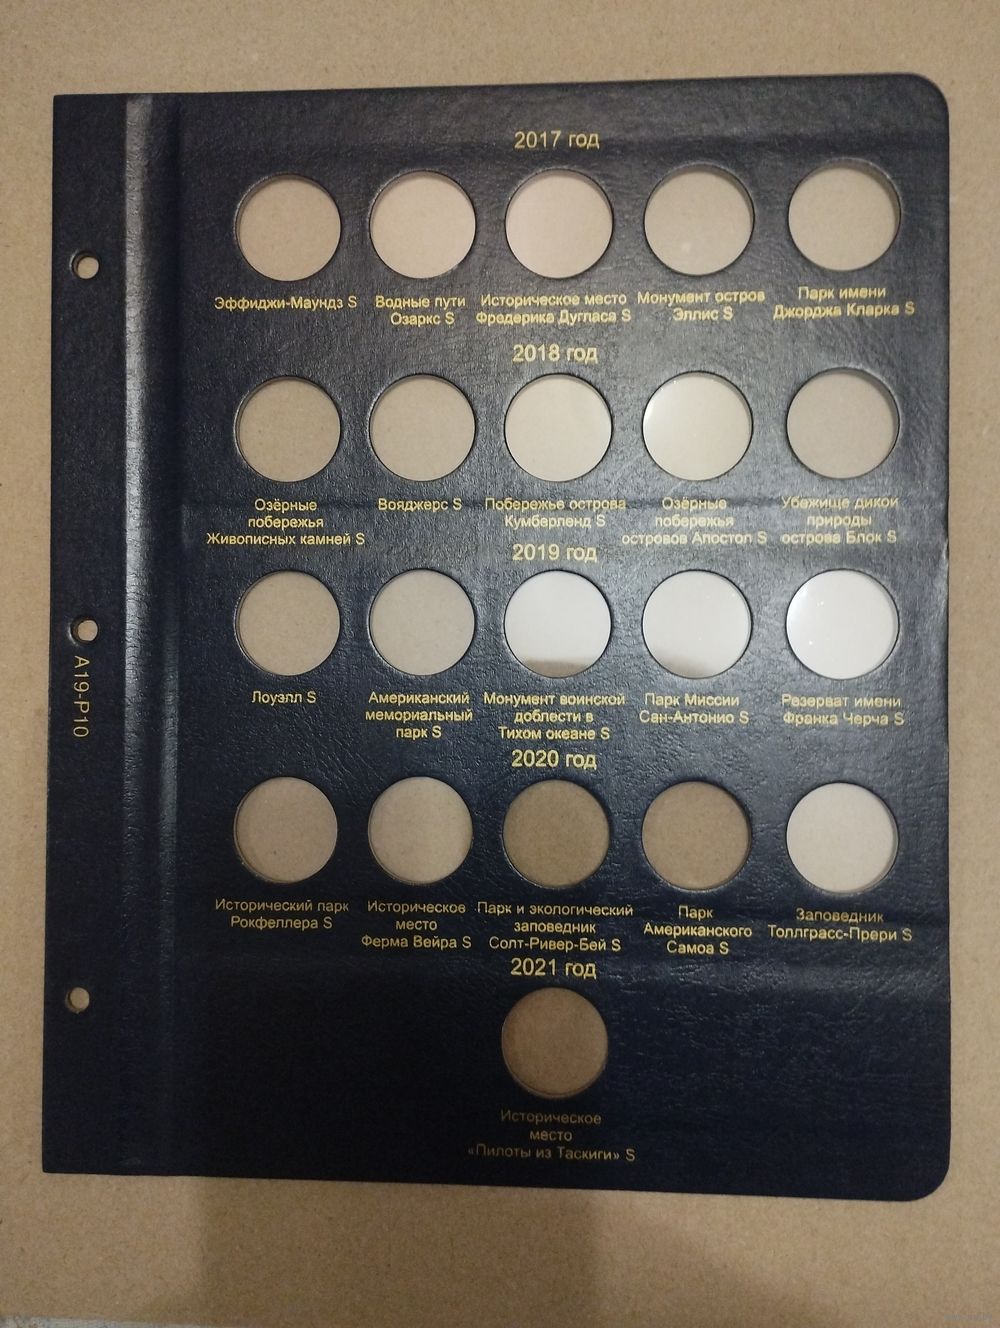 2017 год
Эффиджи-Маундз S
Водные пути
Озаркс S
Историческое место
Фредерика Дугласа S
Монумент остров
Эллис S
Парк имени
Джорджа Кларка S
2018 год
Озёрные
побережья
Живописных камней S
Вояджерс S
Побережье острова
Кумберленд S
Озёрные
побережья
островов Апостол S
Убежище дикой
природы
острова Блок S
2019 год
Лоуэлл S
Американский
мемориальный
парк S
Монумент воинской
доблести в
Тихом океане S
Парк Миссии
Сан-Антонио S
Резерват имени
Франка Черча S
2020 год
Исторический парк
Рокфеллера S
Историческое
место
Ферма Вейра S
Парк и экологический
заповедник
Солт-Ривер-Бей S
Парк
Американского
Самоа S
Заповедник
Толлграсс-Прери S
2021 год
Историческое
место
«Пилоты из Таскиги» S
A19-P10